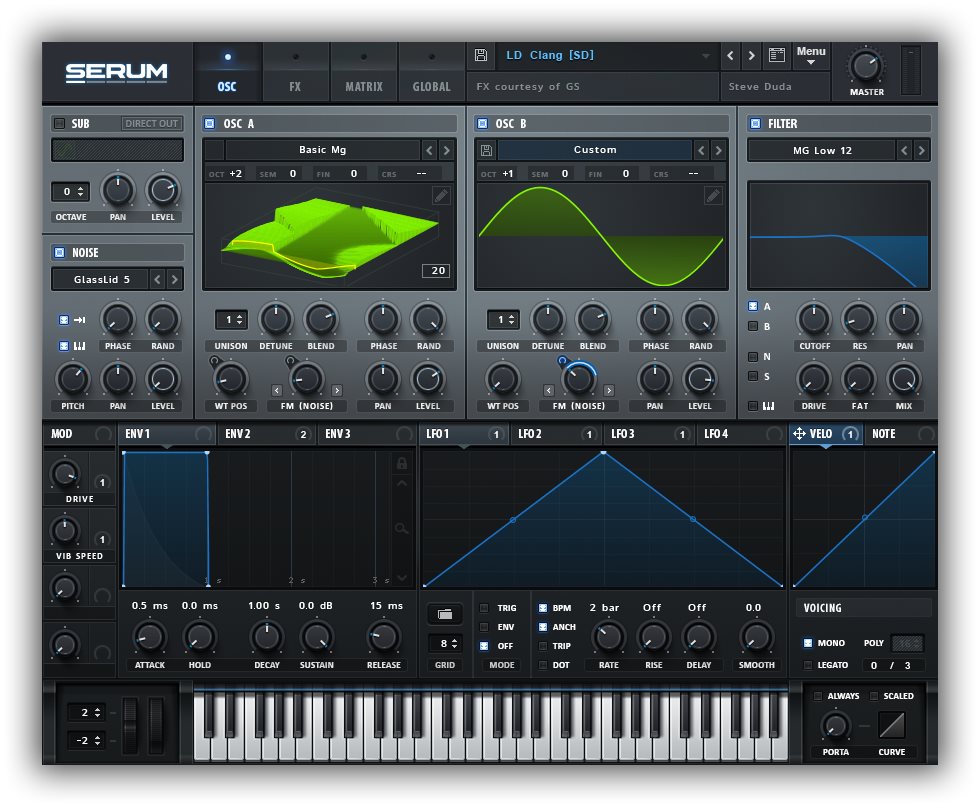 SERUM
OSC
FX
MATRIX
GLOBAL
LD Clang [SD]
FX courtesy of GS
Steve Duda
Menu
MASTER
SUB
DIRECT OUT
0
OCTAVE PAN LEVEL
NOISE
GlassLid 5
PHASE RAND
PITCH PAN LEVEL
OSC A
Basic Mg
OCT +2 SEM 0 FIN 0 CRS --
20
1
UNISON DETUNE BLEND PHASE RAND
WT POS FM (NOISE) PAN LEVEL
OSC B
Custom
OCT +1 SEM 0 FIN 0 CRS --
1
UNISON DETUNE BLEND PHASE RAND
WT POS FM (NOISE) PAN LEVEL
FILTER
MG Low 12
A
B
N
S
CUTOFF RES PAN
DRIVE FAT MIX
MOD
ENV 1
ENV 2 2
ENV 3
LFO 1 1
LFO 2 1
LFO 3 1
LFO 4
VELO 1
NOTE
1
DRIVE
1
VIB SPEED
1 s 2 s 3 s
0.5 ms 0.0 ms 1.00 s 0.0 dB 15 ms
ATTACK HOLD DECAY SUSTAIN RELEASE
8
GRID
TRIG
ENV
OFF
MODE
BPM
ANCH
TRIP
DOT
2 bar Off Off 0.0
RATE RISE DELAY SMOOTH
VOICING
MONO POLY
LEGATO 0 / 3
2
-2
ALWAYS SCALED
PORTA CURVE